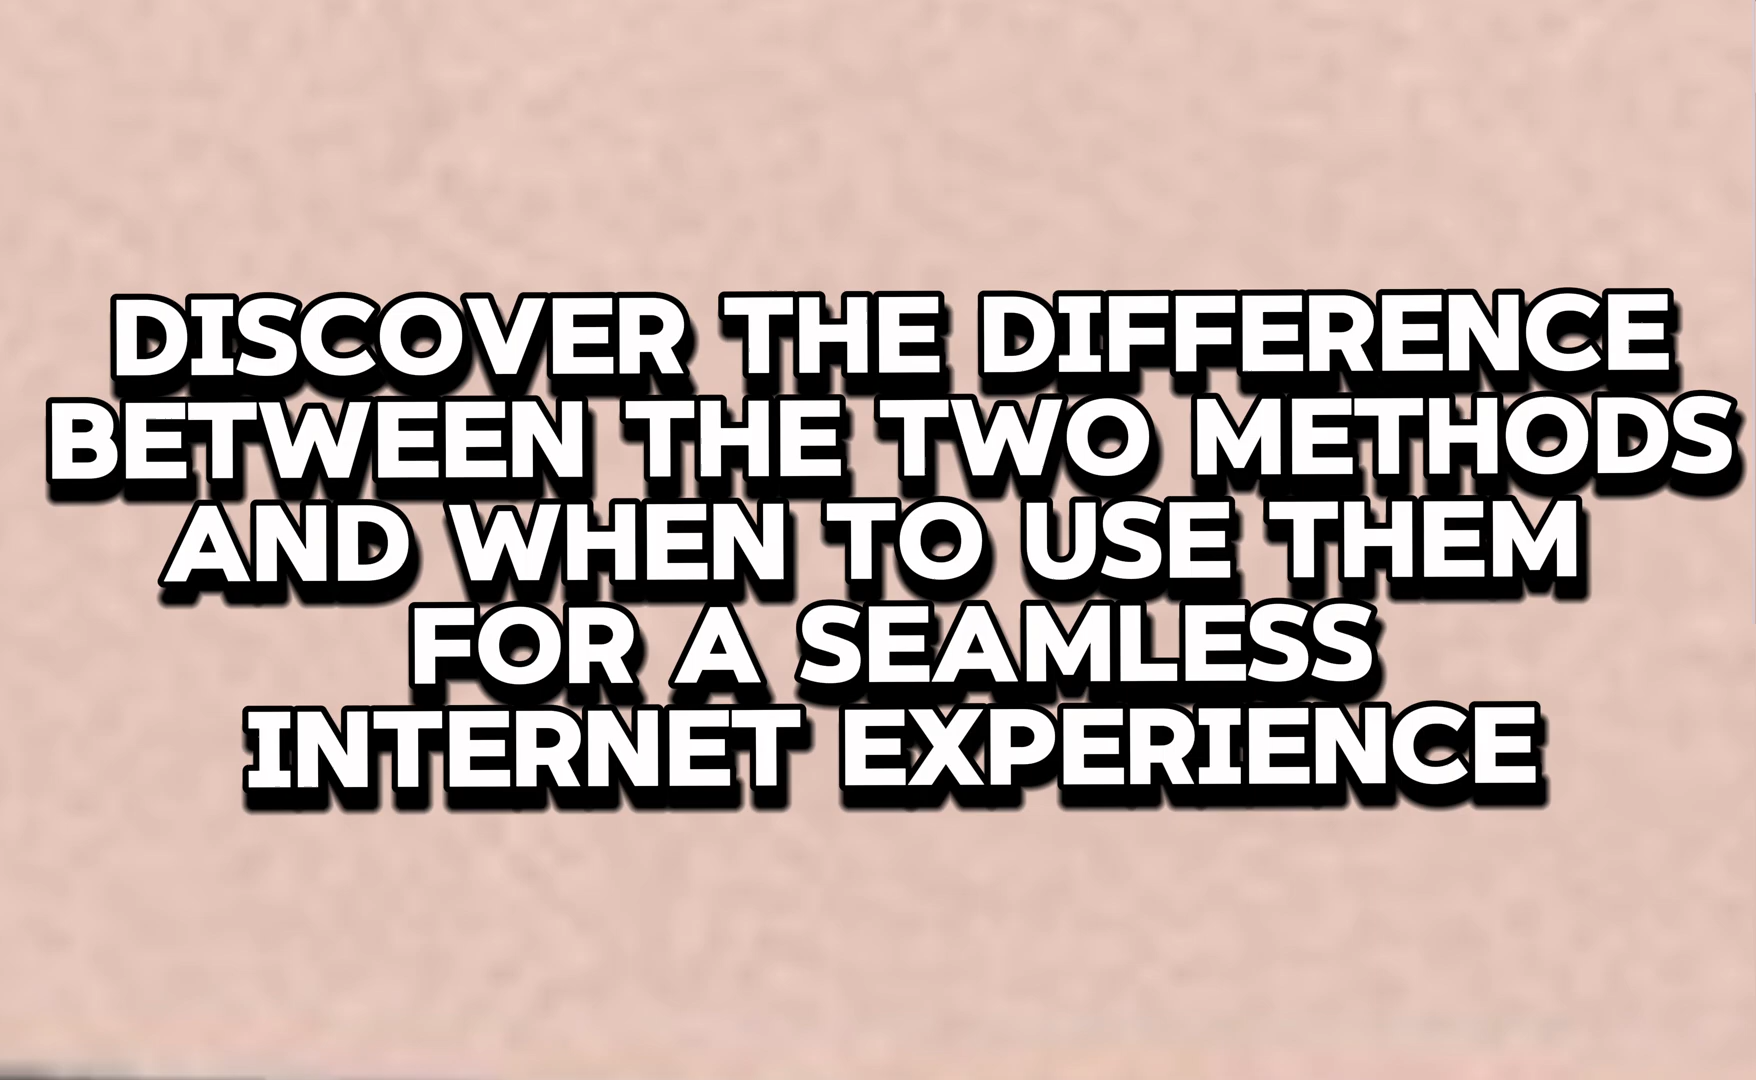 DISCOVER THE DIFFERENCE
BETWEEN THE TWO METHODS
AND WHEN TO USE THEM
FOR A SEAMLESS
INTERNET EXPERIENCE